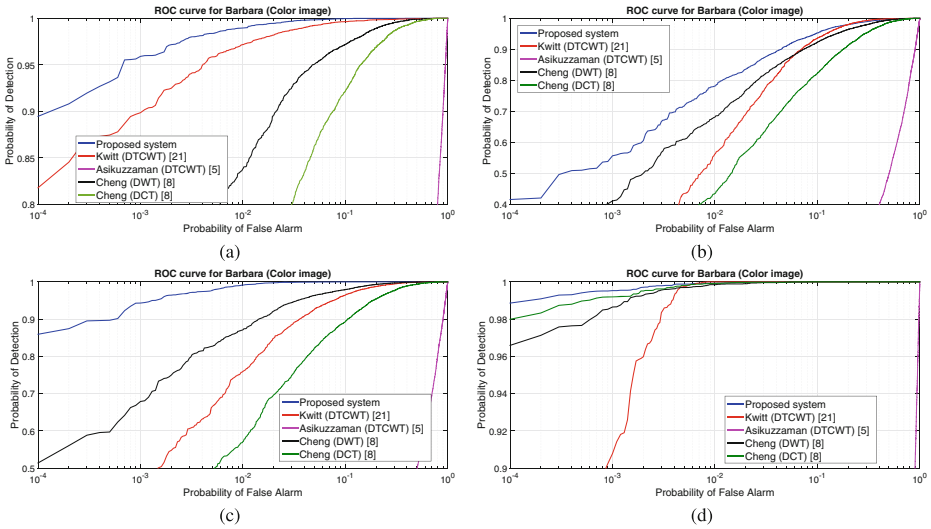 ROC curve for Barbara (Color image)
1
0.95
0.9
0.85
0.8
Probability of Detection
Proposed system
Kwitt (DTCWT) [21]
Asikuzzaman (DTCWT) [5]
Cheng (DWT) [8]
Cheng (DCT) [8]
10^-4 10^-3 10^-2 10^-1 10^0
Probability of False Alarm
(a)
ROC curve for Barbara (Color image)
1
0.9
0.8
0.7
0.6
0.5
0.4
Probability of Detection
Proposed system
Kwitt (DTCWT) [21]
Asikuzzaman (DTCWT) [5]
Cheng (DWT) [8]
Cheng (DCT) [8]
10^-4 10^-3 10^-2 10^-1 10^0
Probability of False Alarm
(b)
ROC curve for Barbara (Color image)
1
0.9
0.8
0.7
0.6
0.5
Probability of Detection
Proposed system
Kwitt (DTCWT) [21]
Asikuzzaman (DTCWT) [5]
Cheng (DWT) [8]
Cheng (DCT) [8]
10^-4 10^-3 10^-2 10^-1 10^0
Probability of False Alarm
(c)
ROC curve for Barbara (Color image)
1
0.98
0.96
0.94
0.92
0.9
Probability of Detection
Proposed system
Kwitt (DTCWT) [21]
Asikuzzaman (DTCWT) [5]
Cheng (DWT) [8]
Cheng (DCT) [8]
10^-4 10^-3 10^-2 10^-1 10^0
Probability of False Alarm
(d)